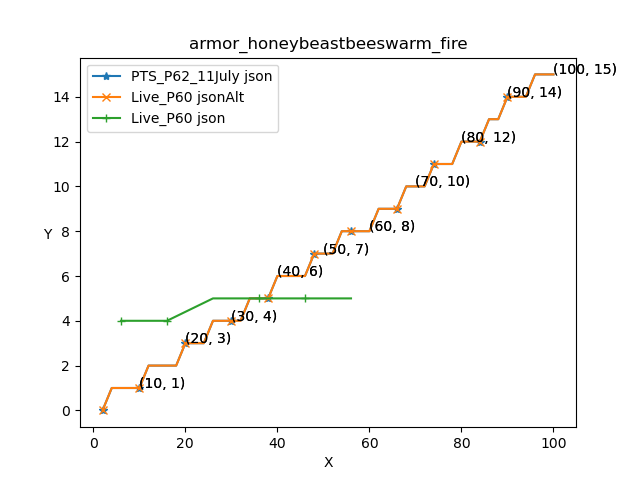 armor_honeybeastbeeswarm_fire
PTS_P62_11July json
Live_P60 jsonAlt
Live_P60 json
(100, 15)
(90, 14)
(80, 12)
(70, 10)
(60, 8)
(50, 7)
(40, 6)
(30, 4)
(20, 3)
(10, 1)
Y
14
12
10
8
6
4
2
0
0 20 40 60 80 100
X